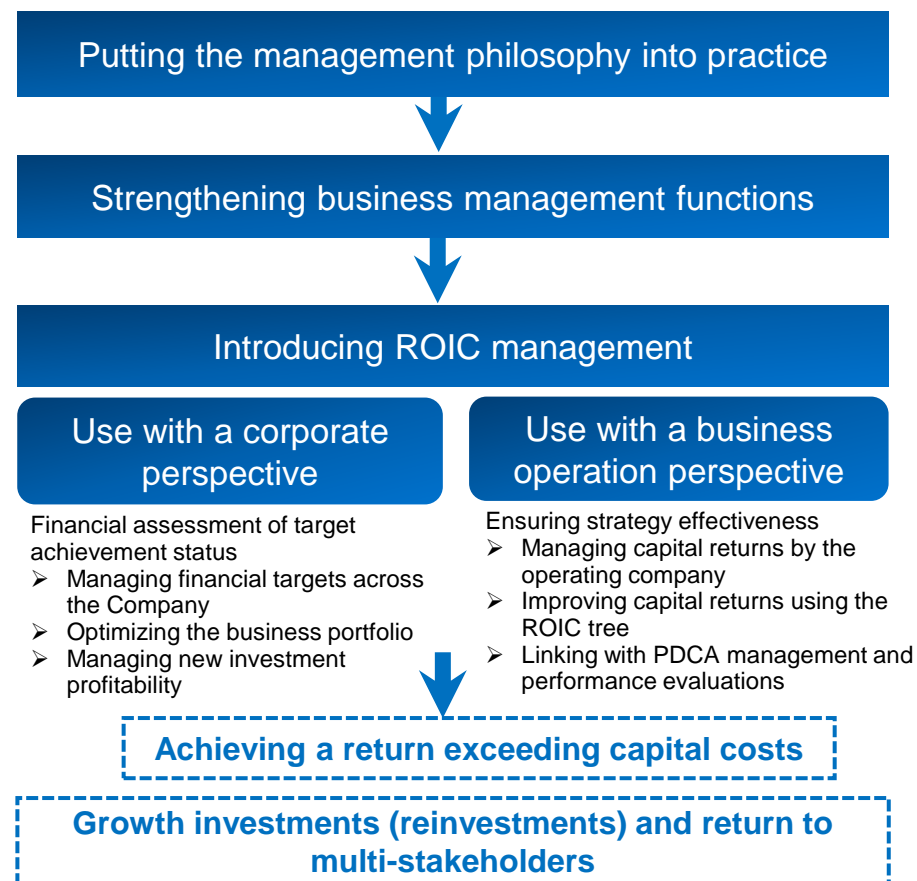 Putting the management philosophy into practice
Strengthening business management functions
Introducing ROIC management
Use with a corporate
perspective
Financial assessment of target
achievement status
➢ Managing financial targets across
the Company
➢ Optimizing the business portfolio
➢ Managing new investment
profitability
Use with a business
operation perspective
Ensuring strategy effectiveness
➢ Managing capital returns by the
operating company
➢ Improving capital returns using the
ROIC tree
➢ Linking with PDCA management and
performance evaluations
Achieving a return exceeding capital costs
Growth investments (reinvestments) and return to
multi-stakeholders